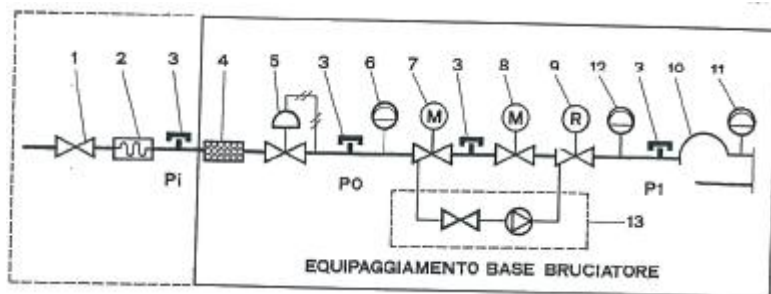 1 2 3 4 5 3 6 7 3 8 9 12 3 10 11
M M R
Pi PO P1
13
EQUIPAGGIAMENTO BASE BRUCIATORE